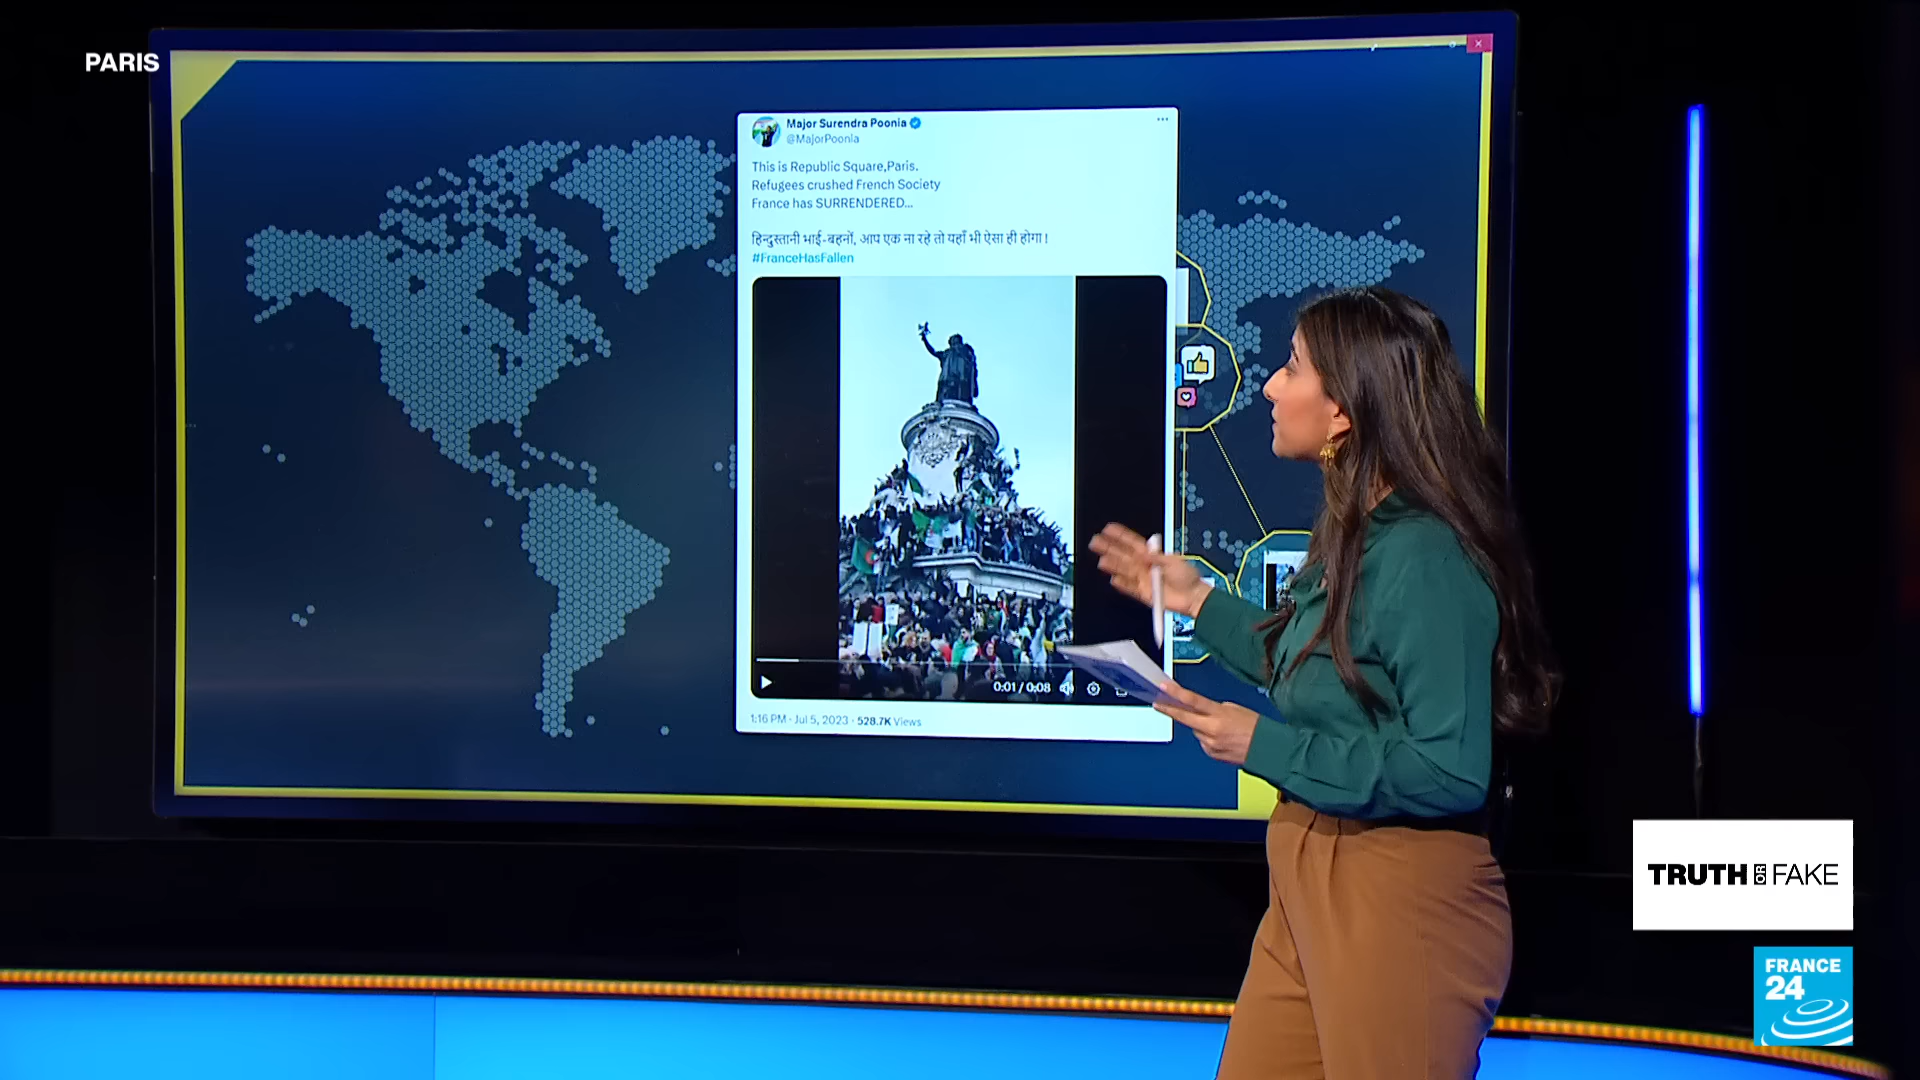 PARIS
Major Surendra Poonia
@MajorPoonia
This is Republic Square,Paris.
Refugees crushed French Society
France has SURRENDERED...
हिन्दुस्तानी भाई-बहनों, आप एक ना रहे तो यहाँ भी ऐसा ही होगा !
#FranceHasFallen
0:01 / 0:08
1:16 PM · Jul 5, 2023 · 528.7K Views
TRUTH OR FAKE
FRANCE
24